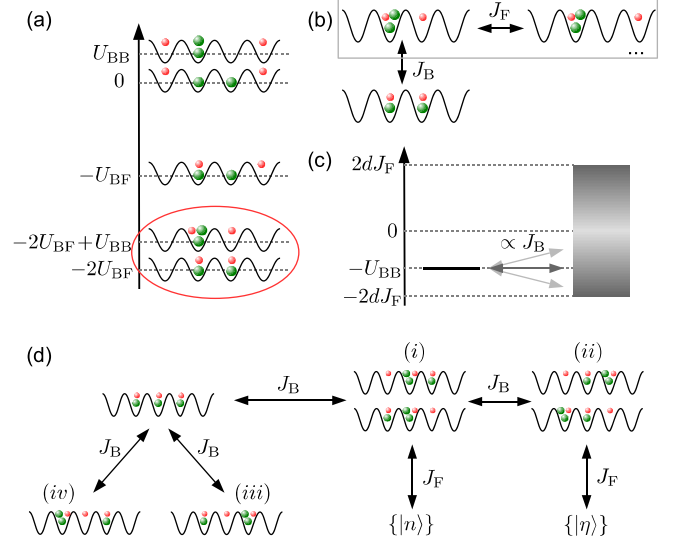 (a)
U_BB
0
−U_BF
−2U_BF + U_BB
−2U_BF
(b)
J_F
...
J_B
(c)
2dJ_F
0
∝ J_B
−U_BB
−2dJ_F
(d)
(i)
(ii)
J_B
J_B
J_B
J_B
J_F
J_F
(iv)
(iii)
{|n⟩}
{|η⟩}